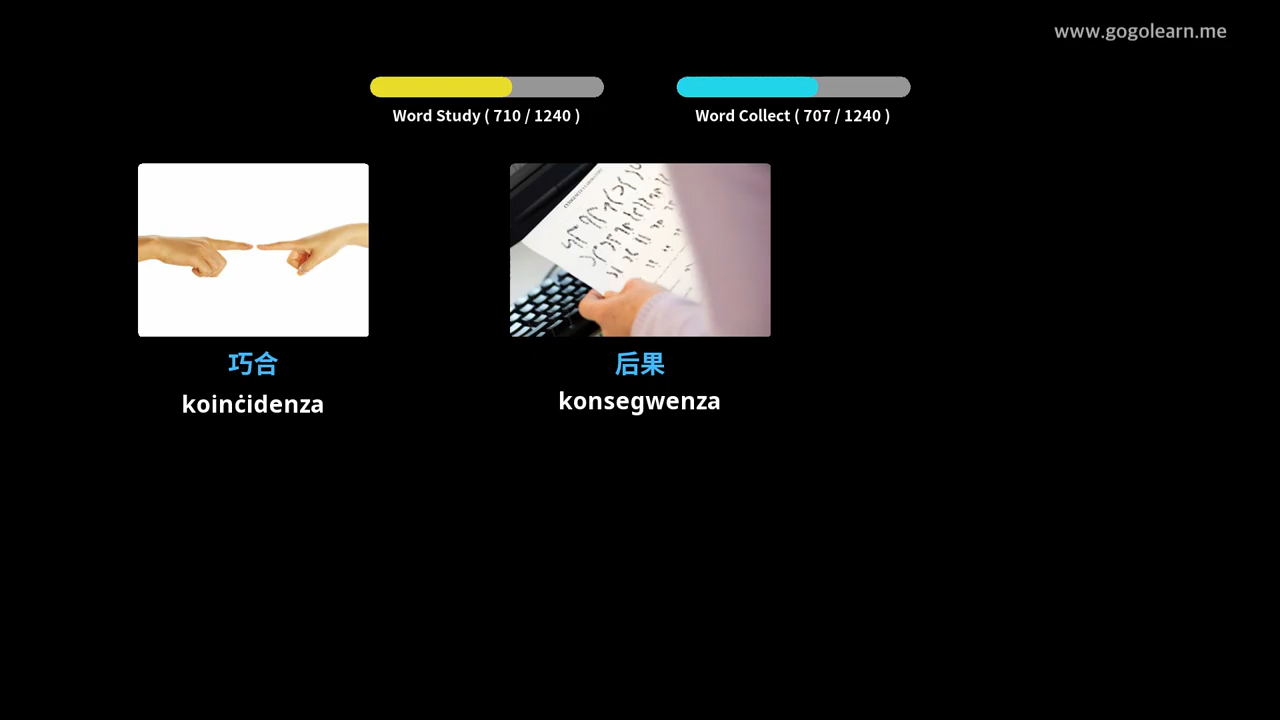 www.gogolearn.me
Word Study ( 710 / 1240 )
Word Collect ( 707 / 1240 )
巧合
后果
koinċidenza
konsegwenza